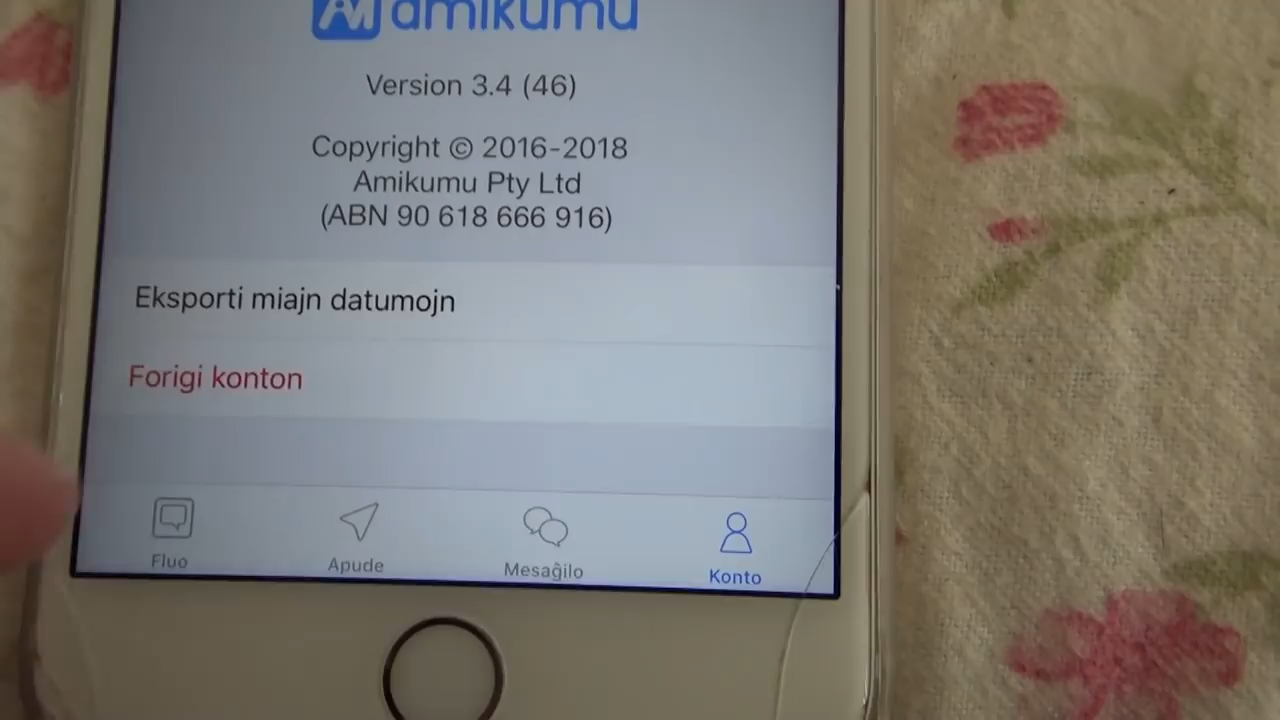 amikumu
Version 3.4 (46)
Copyright © 2016-2018
Amikumu Pty Ltd
(ABN 90 618 666 916)
Eksporti miajn datumojn
Forigi konton
Fluo
Apude
Mesaĝilo
Konto